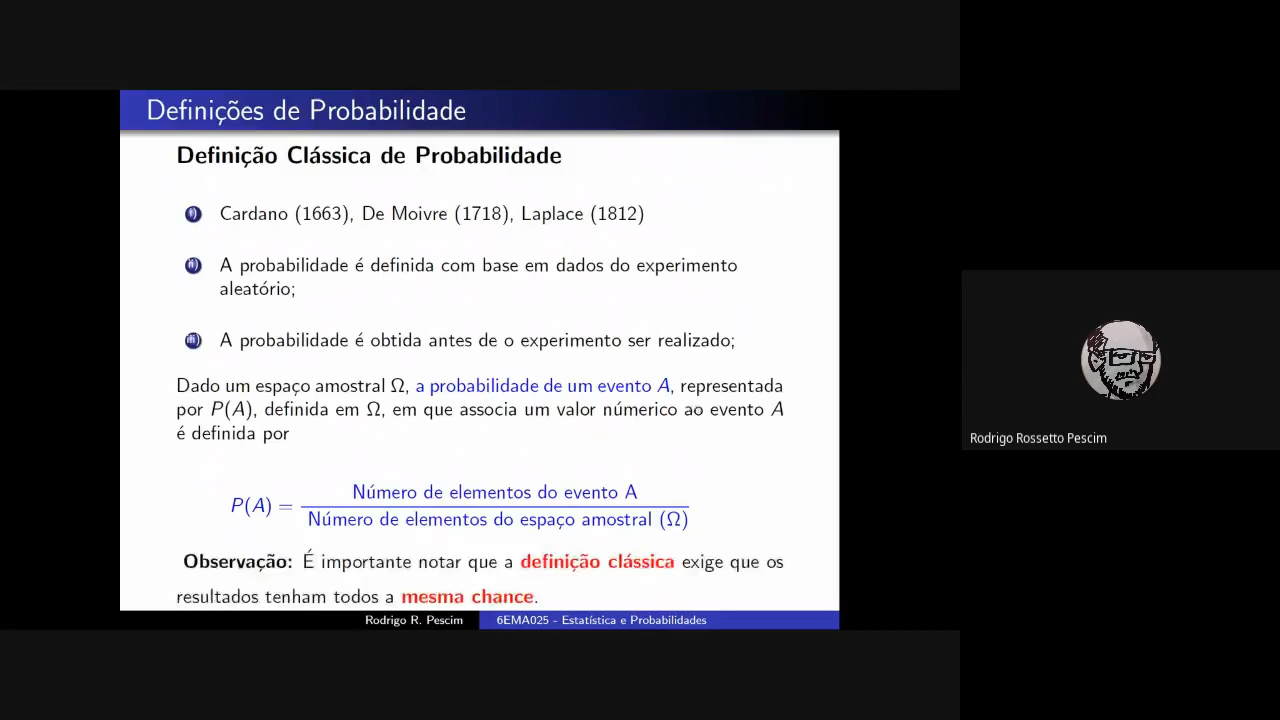 Definições de Probabilidade
Definição Clássica de Probabilidade
i) Cardano (1663), De Moivre (1718), Laplace (1812)
ii) A probabilidade é definida com base em dados do experimento
aleatório;
iii) A probabilidade é obtida antes de o experimento ser realizado;
Dado um espaço amostral Ω, a probabilidade de um evento A, representada
por P(A), definida em Ω, em que associa um valor númerico ao evento A
é definida por
P(A) = Número de elementos do evento A
Número de elementos do espaço amostral (Ω)
Observação: É importante notar que a definição clássica exige que os
resultados tenham todos a mesma chance.
Rodrigo R. Pescim 6EMA025 - Estatística e Probabilidades
Rodrigo Rossetto Pescim